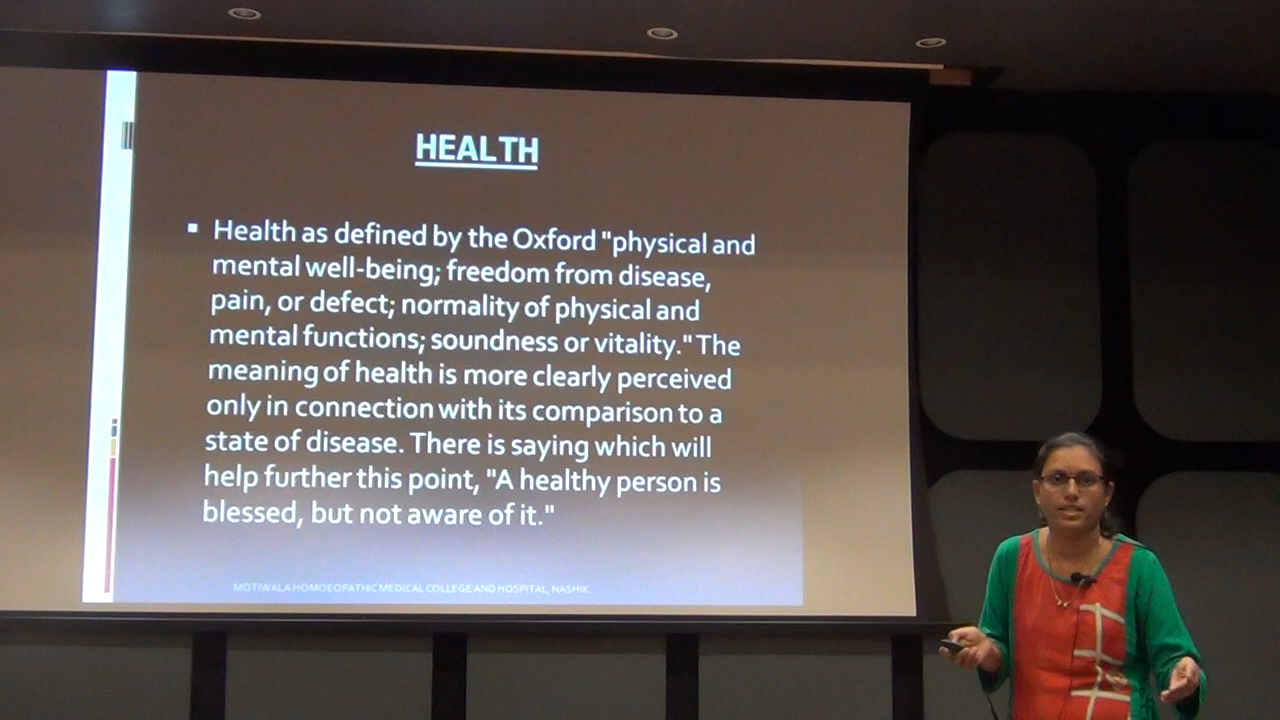 HEALTH
▪ Health as defined by the Oxford "physical and
mental well-being; freedom from disease,
pain, or defect; normality of physical and
mental functions; soundness or vitality." The
meaning of health is more clearly perceived
only in connection with its comparison to a
state of disease. There is saying which will
help further this point, "A healthy person is
blessed, but not aware of it."
MOTIWALA HOMOEOPATHIC MEDICAL COLLEGE AND HOSPITAL, NASHIK